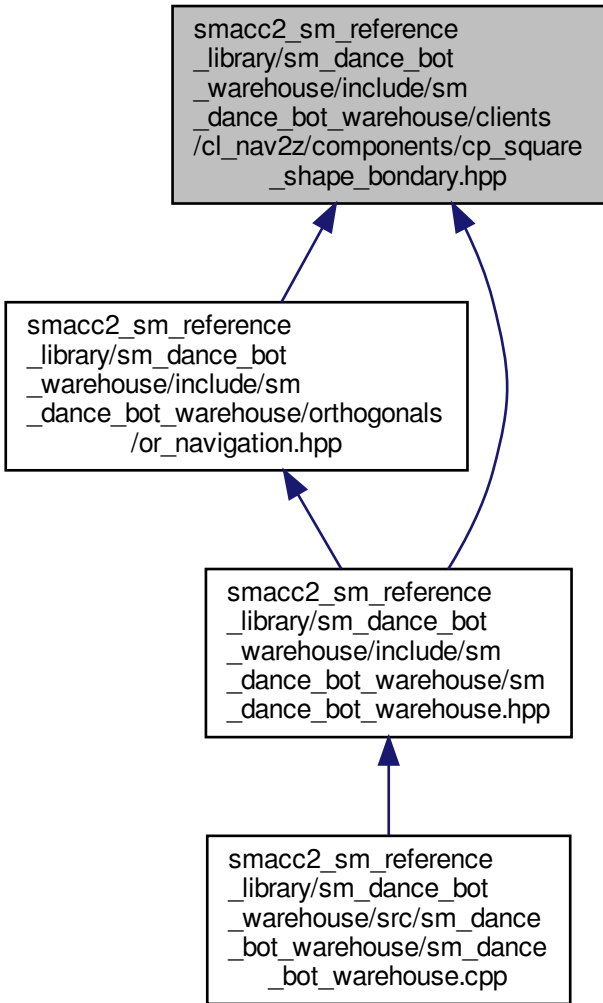 smacc2_sm_reference
_library/sm_dance_bot
_warehouse/include/sm
_dance_bot_warehouse/clients
/cl_nav2z/components/cp_square
_shape_bondary.hpp
smacc2_sm_reference
_library/sm_dance_bot
_warehouse/include/sm
_dance_bot_warehouse/orthogonals
/or_navigation.hpp
smacc2_sm_reference
_library/sm_dance_bot
_warehouse/include/sm
_dance_bot_warehouse/sm
_dance_bot_warehouse.hpp
smacc2_sm_reference
_library/sm_dance_bot
_warehouse/src/sm_dance
_bot_warehouse/sm_dance
_bot_warehouse.cpp